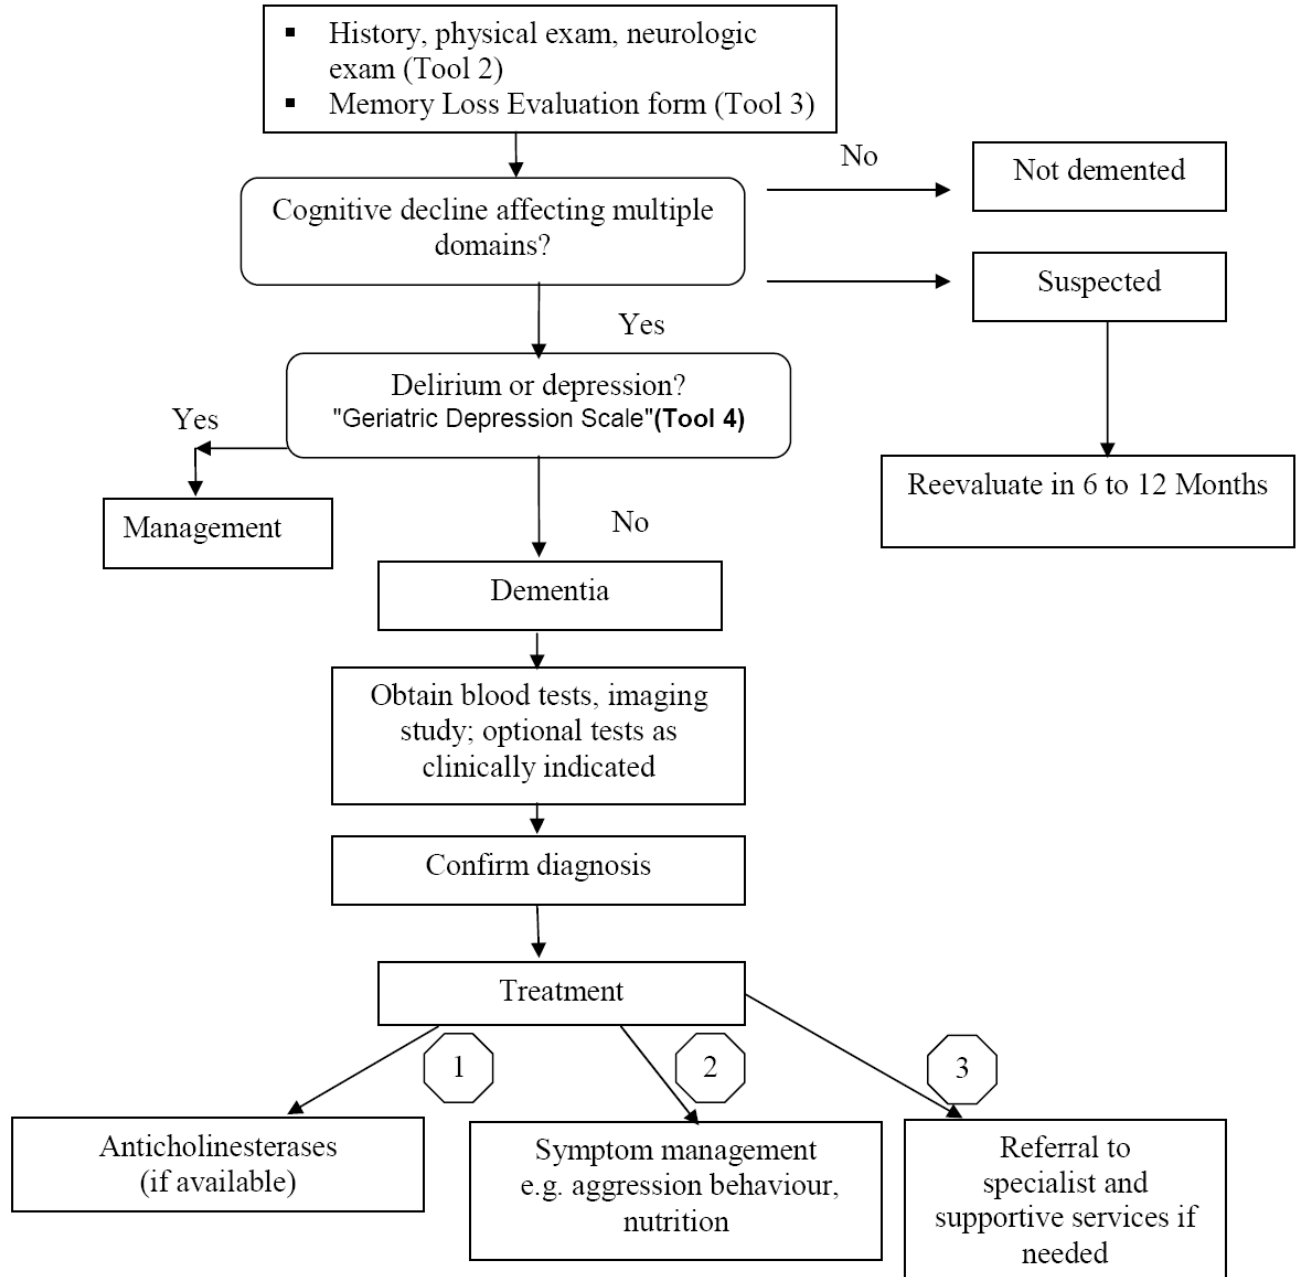 ▪ History, physical exam, neurologic
exam (Tool 2)
▪ Memory Loss Evaluation form (Tool 3)
No
Not demented
Cognitive decline affecting multiple
domains?
Suspected
Yes
Delirium or depression?
"Geriatric Depression Scale"(Tool 4)
Yes
Reevaluate in 6 to 12 Months
Management
No
Dementia
Obtain blood tests, imaging
study; optional tests as
clinically indicated
Confirm diagnosis
Treatment
1
2
3
Anticholinesterases
(if available)
Symptom management
e.g. aggression behaviour,
nutrition
Referral to
specialist and
supportive services if
needed